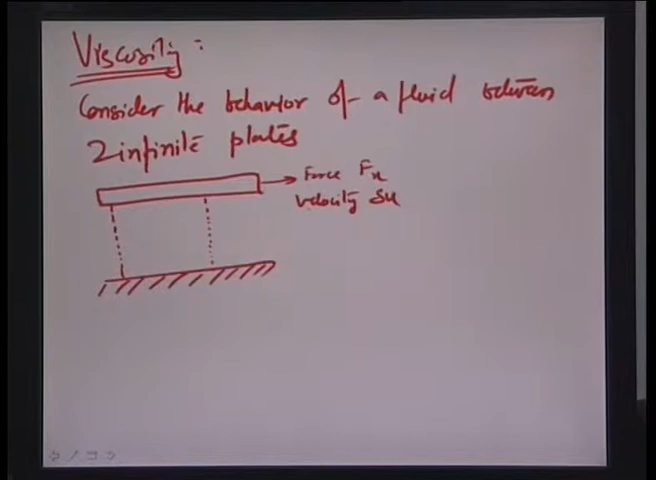 Viscosity :
Consider the behavior of a fluid between
2 infinite plates
Force Fx
velocity δu